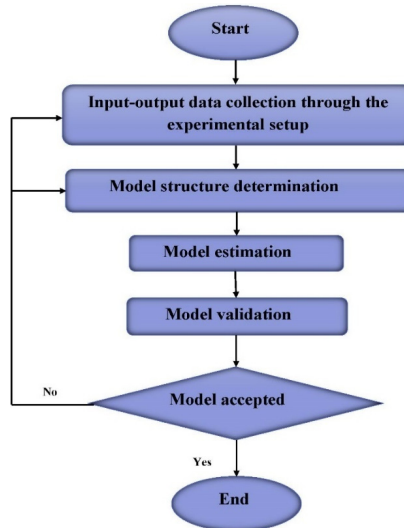 Start
Input-output data collection through the
experimental setup
Model structure determination
Model estimation
Model validation
Model accepted
No
Yes
End